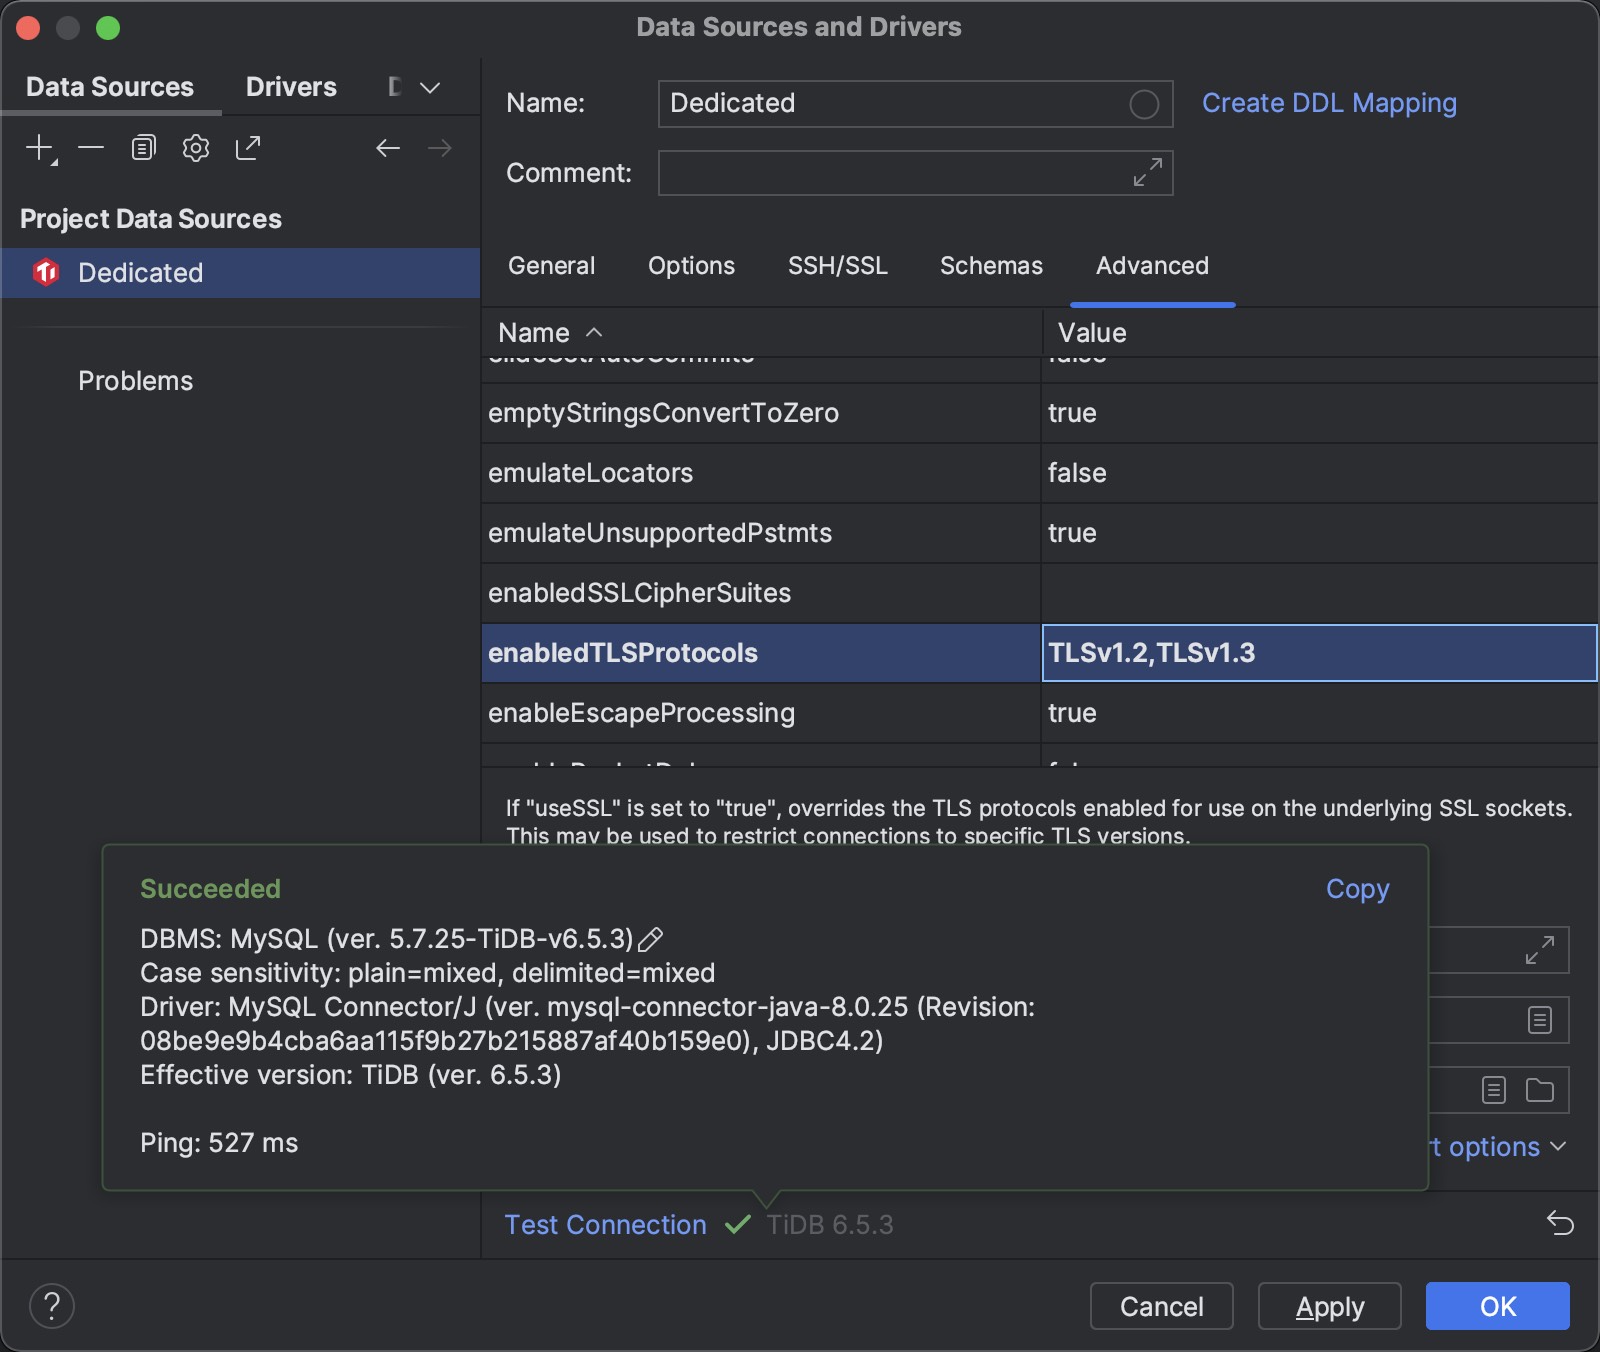 Data Sources and Drivers
Data Sources
Drivers
Project Data Sources
Dedicated
Problems
Name:
Dedicated
Create DDL Mapping
Comment:
General
Options
SSH/SSL
Schemas
Advanced
Name
Value
emptyStringsConvertToZero
true
emulateLocators
false
emulateUnsupportedPstmts
true
enabledSSLCipherSuites
enabledTLSProtocols
TLSv1.2,TLSv1.3
enableEscapeProcessing
true
If "useSSL" is set to "true", overrides the TLS protocols enabled for use on the underlying SSL sockets.
This may be used to restrict connections to specific TLS versions.
Succeeded
Copy
DBMS: MySQL (ver. 5.7.25-TiDB-v6.5.3)
Case sensitivity: plain=mixed, delimited=mixed
Driver: MySQL Connector/J (ver. mysql-connector-java-8.0.25 (Revision:
08be9e9b4cba6aa115f9b27b215887af40b159e0), JDBC4.2)
Effective version: TiDB (ver. 6.5.3)
Ping: 527 ms
options
Test Connection
TiDB 6.5.3
?
Cancel
Apply
OK